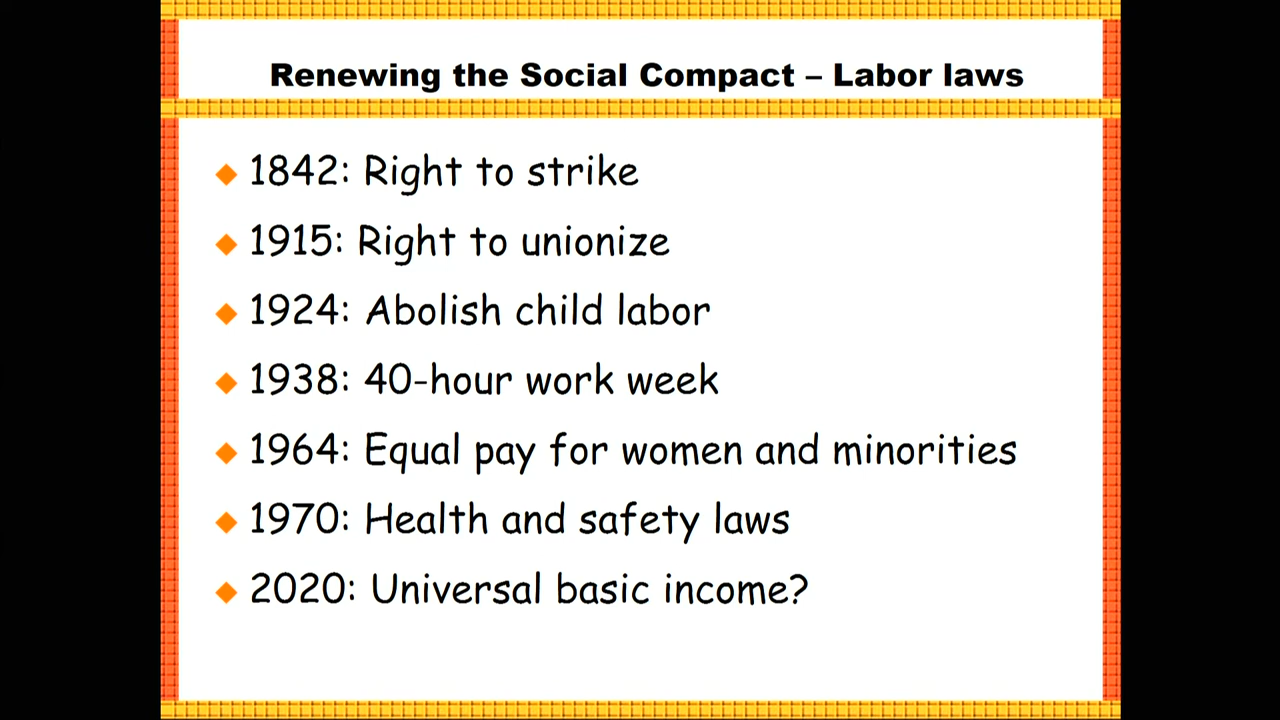 Renewing the Social Compact – Labor laws
1842: Right to strike
1915: Right to unionize
1924: Abolish child labor
1938: 40-hour work week
1964: Equal pay for women and minorities
1970: Health and safety laws
2020: Universal basic income?